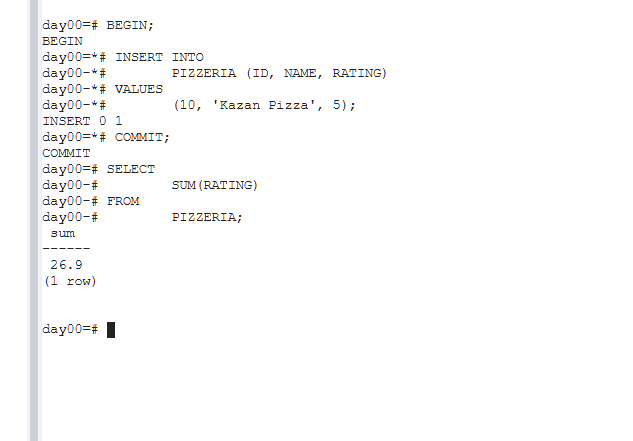 day00=# BEGIN;
BEGIN
day00=*# INSERT INTO
day00-*#         PIZZERIA (ID, NAME, RATING)
day00-*# VALUES
day00-*#         (10, 'Kazan Pizza', 5);
INSERT 0 1
day00=*# COMMIT;
COMMIT
day00=# SELECT
day00-#         SUM(RATING)
day00-# FROM
day00-#         PIZZERIA;
 sum
------
 26.9
(1 row)
day00=#